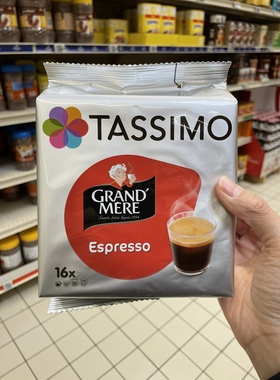 TASSIMO
GRAND'
MÈRE
Espresso
16x